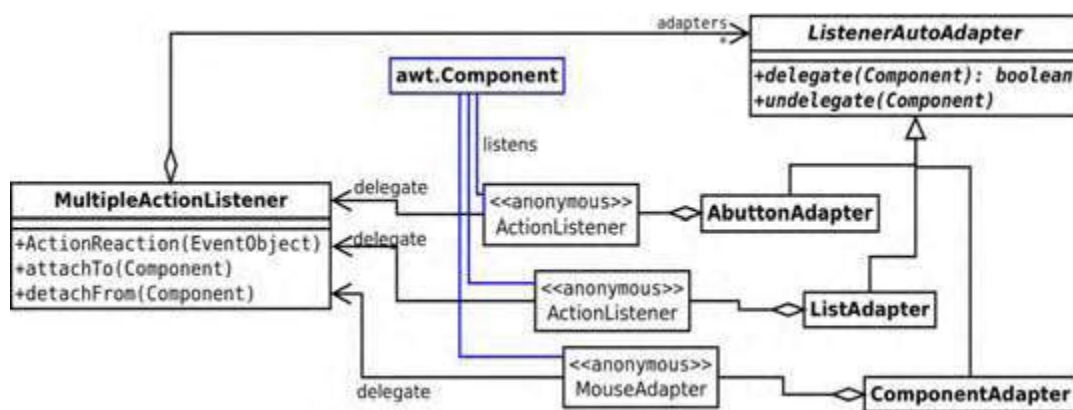 adapters
*
ListenerAutoAdapter
+delegate(Component): boolean
+undelegate(Component)
awt.Component
listens
MultipleActionListener
+ActionReaction(EventObject)
+attachTo(Component)
+detachFrom(Component)
delegate
<<anonymous>>
ActionListener
AbuttonAdapter
delegate
<<anonymous>>
ActionListener
ListAdapter
delegate
<<anonymous>>
MouseAdapter
ComponentAdapter